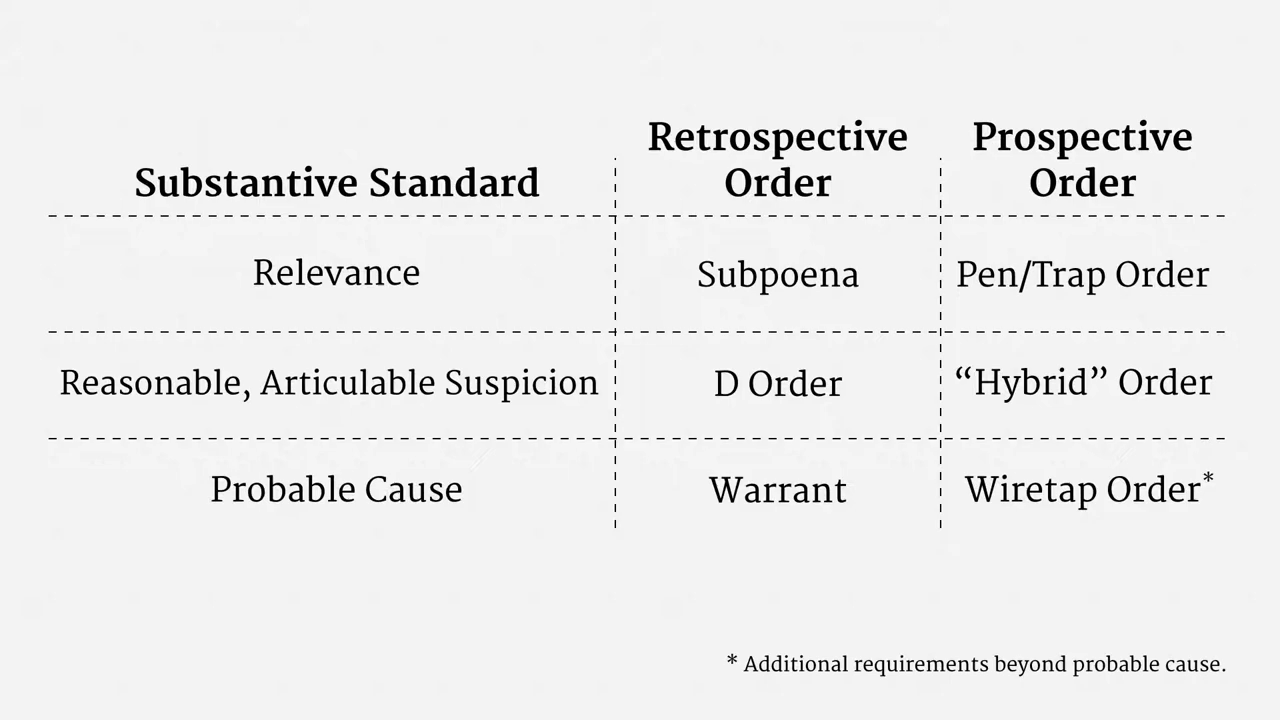 Substantive Standard
Retrospective
Order
Prospective
Order
Relevance
Subpoena
Pen/Trap Order
Reasonable, Articulable Suspicion
D Order
“Hybrid” Order
Probable Cause
Warrant
Wiretap Order*
* Additional requirements beyond probable cause.